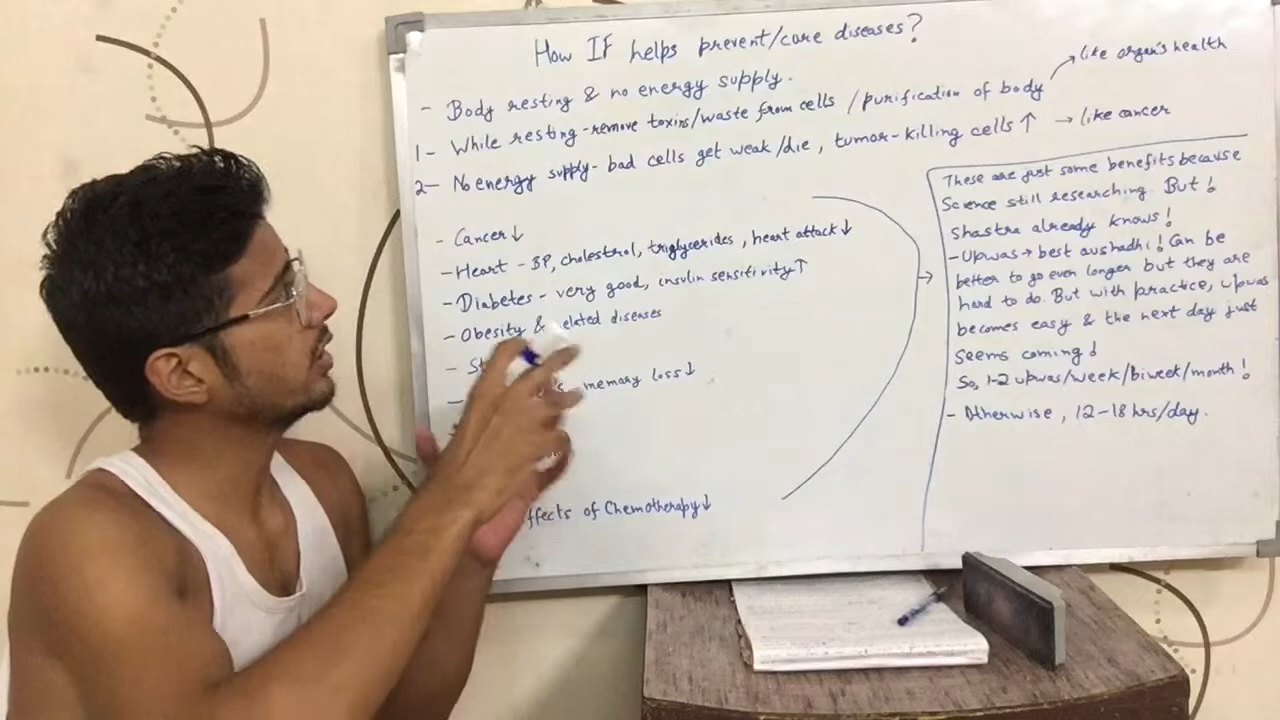 How IF helps prevent/cure diseases?
- Body resting & no energy supply.
1- While resting-remove toxins/waste from cells / purification of body → like organ's health
2- No energy supply- bad cells get weak/die, tumor-killing cells ↑ → like cancer
- Cancer ↓
- Heart - BP, cholestrol, triglycerides, heart attack ↓
- Diabetes - very good, insulin sensitivity ↑
- Obesity & related diseases
- St
- memory loss ↓
ffects of Chemotherapy ↓
These are just some benefits because
Science still researching. But!
Shastra already knows!
- Upwas → best aushadhi! Can be
better to go even longer but they are
hard to do. But with practice, upwas
becomes easy & the next day just
seems coming!
So, 1-2 upwas/week/biweek/month!
- Otherwise, 12-18 hrs/day.